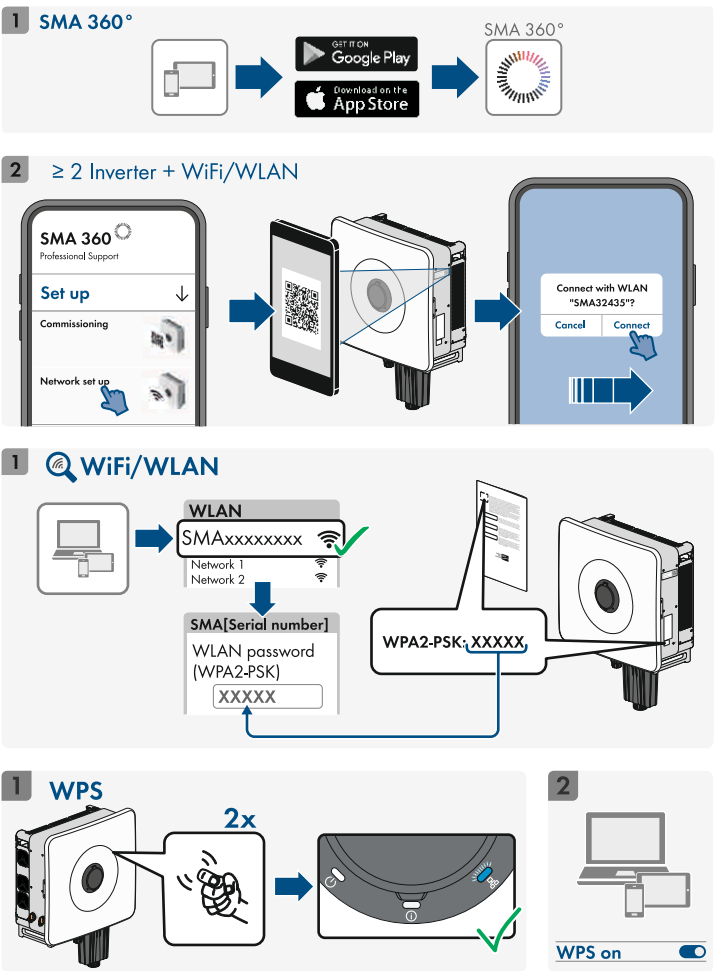 1 SMA 360°
GET IT ON
Google Play
Download on the
App Store
SMA 360°
2 ≥ 2 Inverter + WiFi/WLAN
SMA 360
Professional Support
Set up
Commissioning
Network set up
Connect with WLAN
"SMA32435"?
Cancel Connect
1 WiFi/WLAN
WLAN
SMAxxxxxxxx
Network 1
Network 2
SMA[Serial number]
WLAN password
(WPA2-PSK)
XXXXX
WPA2-PSK: XXXXX
1 WPS
2x
2
WPS on